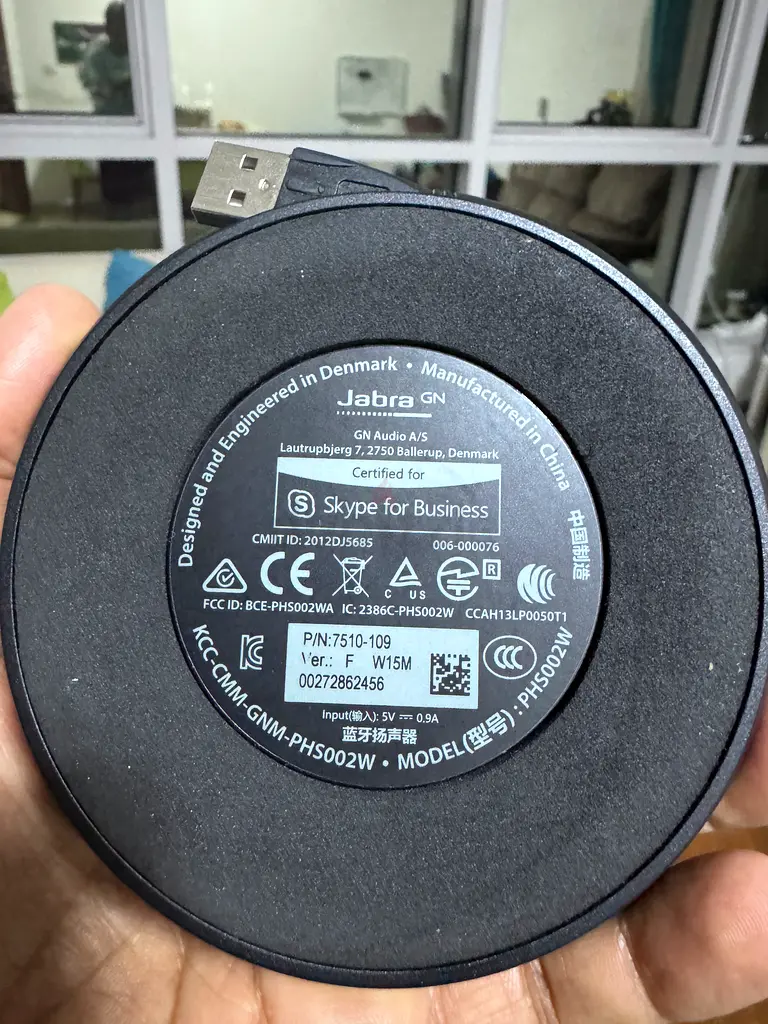 Designed and Engineered in Denmark • Manufactured in China
中国制造
Jabra GN
GN Audio A/S
Lautrupbjerg 7, 2750 Ballerup, Denmark
Certified for
S Skype for Business
CMIIT ID: 2012DJ5685 006-000076
CE
C US
R
FCC ID: BCE-PHS002WA IC: 2386C-PHS002W CCAH13LP0050T1
P/N:7510-109
Ver.: F W15M
00272862456
CCC
Input(输入): 5V ⎓ 0.9A
蓝牙扬声器
KCC-CMM-GNM-PHS002W • MODEL(型号) : PHS002W